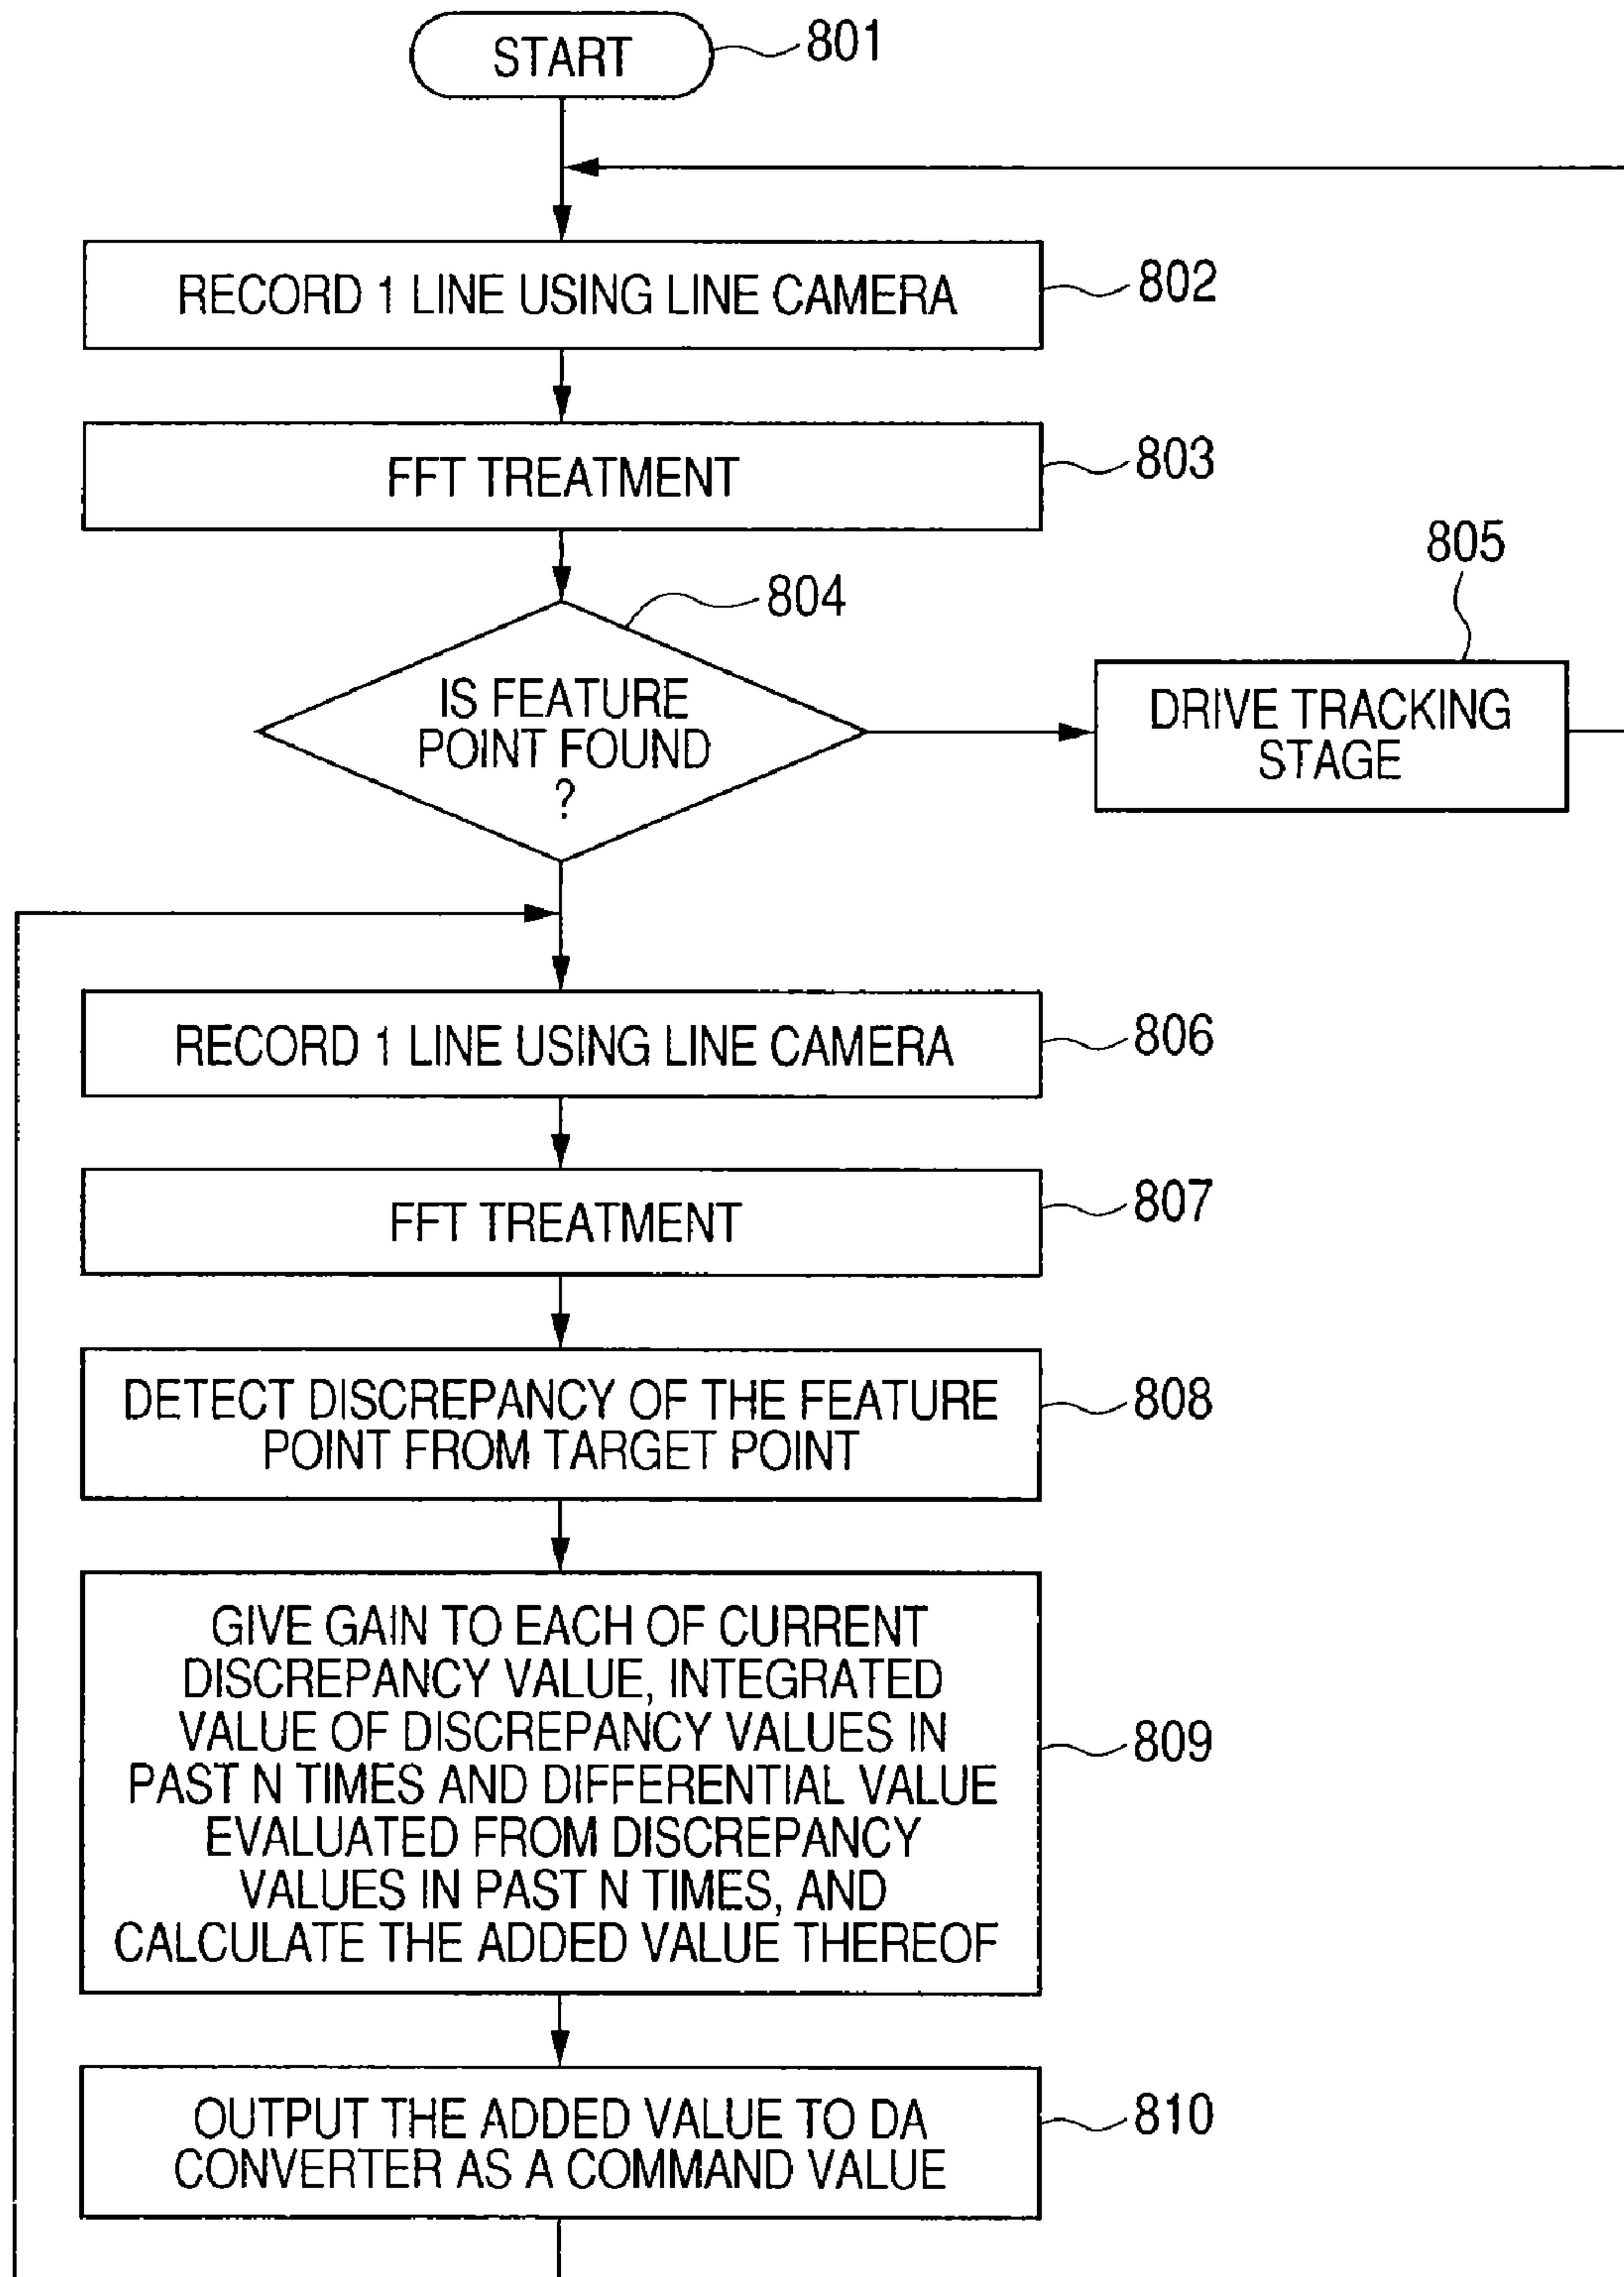 START
801
RECORD 1 LINE USING LINE CAMERA
802
FFT TREATMENT
803
804
805
IS FEATURE
POINT FOUND
?
DRIVE TRACKING
STAGE
RECORD 1 LINE USING LINE CAMERA
806
FFT TREATMENT
807
DETECT DISCREPANCY OF THE FEATURE
POINT FROM TARGET POINT
808
GIVE GAIN TO EACH OF CURRENT
DISCREPANCY VALUE, INTEGRATED
VALUE OF DISCREPANCY VALUES IN
PAST N TIMES AND DIFFERENTIAL VALUE
EVALUATED FROM DISCREPANCY
VALUES IN PAST N TIMES, AND
CALCULATE THE ADDED VALUE THEREOF
809
OUTPUT THE ADDED VALUE TO DA
CONVERTER AS A COMMAND VALUE
810